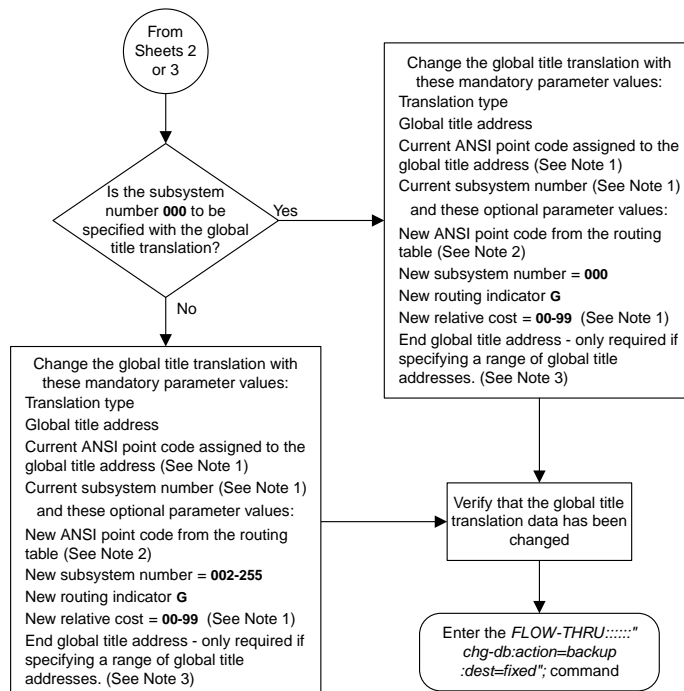 From
Sheets 2
or 3
Is the subsystem
number 000 to be
specified with the global
title translation?
Yes
No
Change the global title translation with
these mandatory parameter values:
Translation type
Global title address
Current ANSI point code assigned to the
global title address (See Note 1)
Current subsystem number (See Note 1)
and these optional parameter values:
New ANSI point code from the routing
table (See Note 2)
New subsystem number = 000
New routing indicator G
New relative cost = 00-99 (See Note 1)
End global title address - only required if
specifying a range of global title
addresses. (See Note 3)
Change the global title translation with
these mandatory parameter values:
Translation type
Global title address
Current ANSI point code assigned to the
global title address (See Note 1)
Current subsystem number (See Note 1)
and these optional parameter values:
New ANSI point code from the routing
table (See Note 2)
New subsystem number = 002-255
New routing indicator G
New relative cost = 00-99 (See Note 1)
End global title address - only required if
specifying a range of global title
addresses. (See Note 3)
Verify that the global title
translation data has been
changed
Enter the FLOW-THRU::::::"
chg-db:action=backup
:dest=fixed"; command